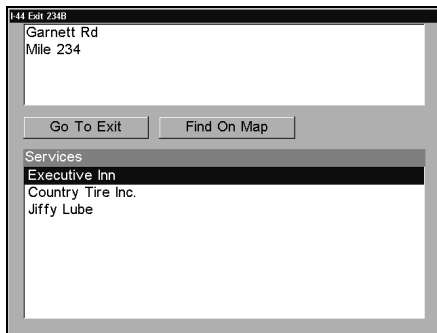 I-44 Exit 234B
Garnett Rd
Mile 234
Go To Exit
Find On Map
Services
Executive Inn
Country Tire Inc.
Jiffy Lube